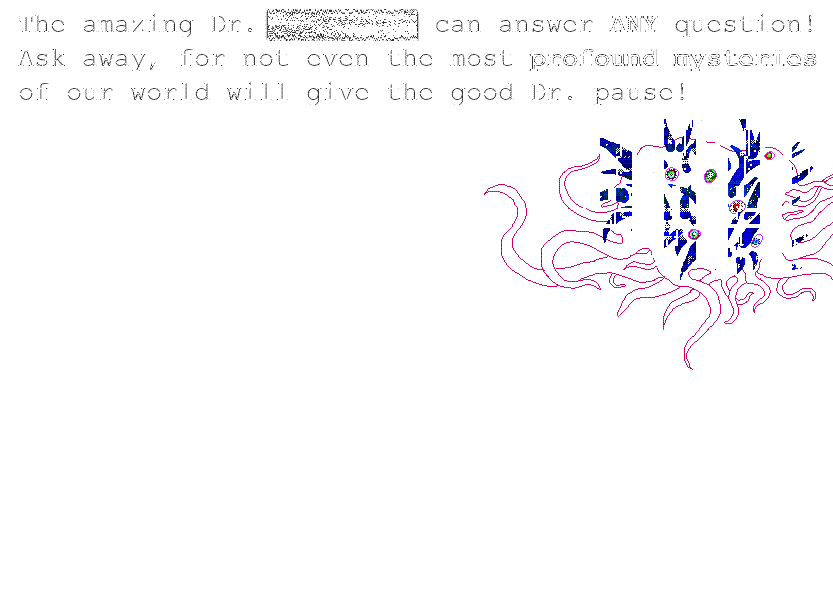 The amazing Dr. can answer ANY question!
Ask away, for not even the most profound mysteries
of our world will give the good Dr. pause!